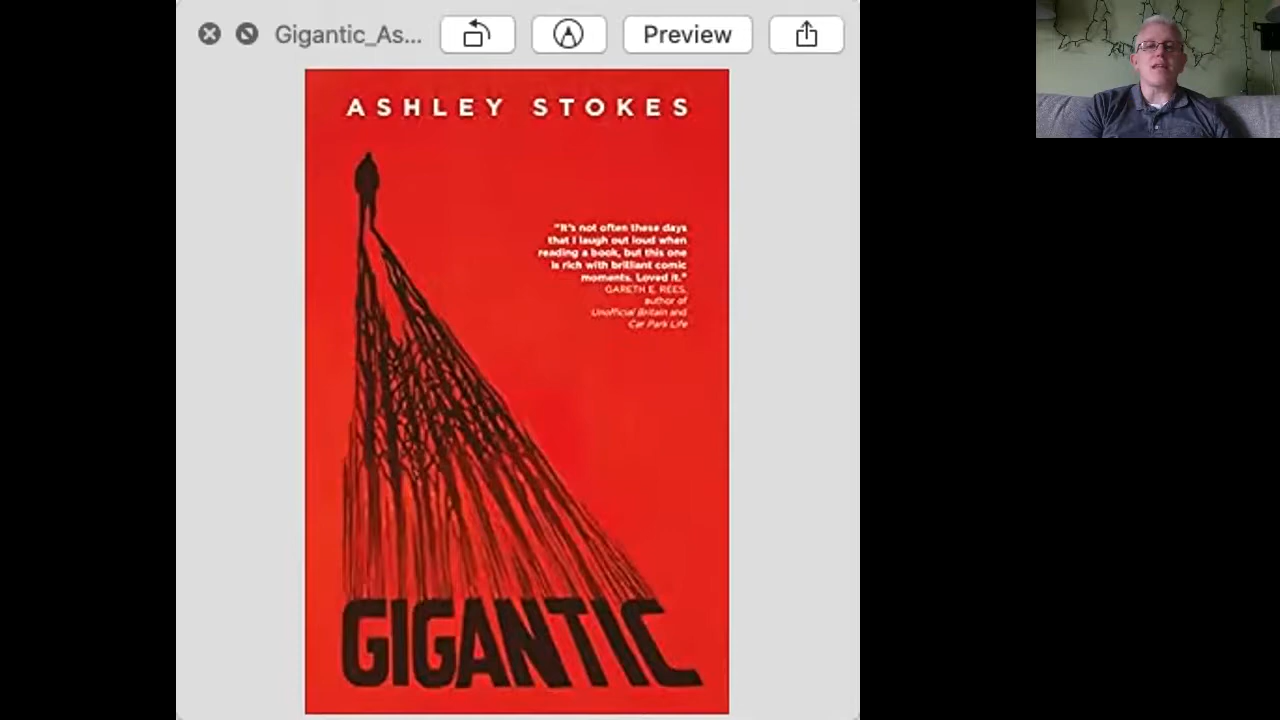 Gigantic_As...
Preview
ASHLEY STOKES
"It's not often these days
that I laugh out loud when
reading a book, but this one
is rich with brilliant comic
moments. Loved it."
GARETH E. REES,
author of
Unofficial Britain and
Car Park Life
GIGANTIC